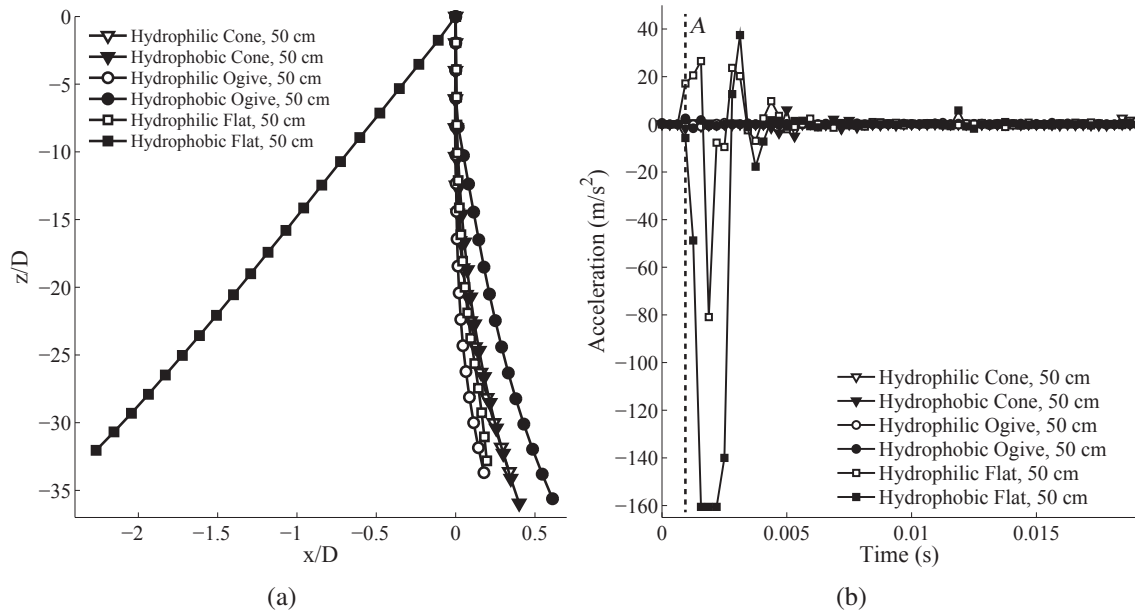 0
−5
−10
−15
−20
−25
−30
−35
z/D
−2
−1.5
−1
−0.5
0
0.5
x/D
Hydrophilic Cone, 50 cm
Hydrophobic Cone, 50 cm
Hydrophilic Ogive, 50 cm
Hydrophobic Ogive, 50 cm
Hydrophilic Flat, 50 cm
Hydrophobic Flat, 50 cm
(a)
A
40
20
0
−20
−40
−60
−80
−100
−120
−140
−160
Acceleration (m/s²)
Hydrophilic Cone, 50 cm
Hydrophobic Cone, 50 cm
Hydrophilic Ogive, 50 cm
Hydrophobic Ogive, 50 cm
Hydrophilic Flat, 50 cm
Hydrophobic Flat, 50 cm
0
0.005
0.01
0.015
Time (s)
(b)